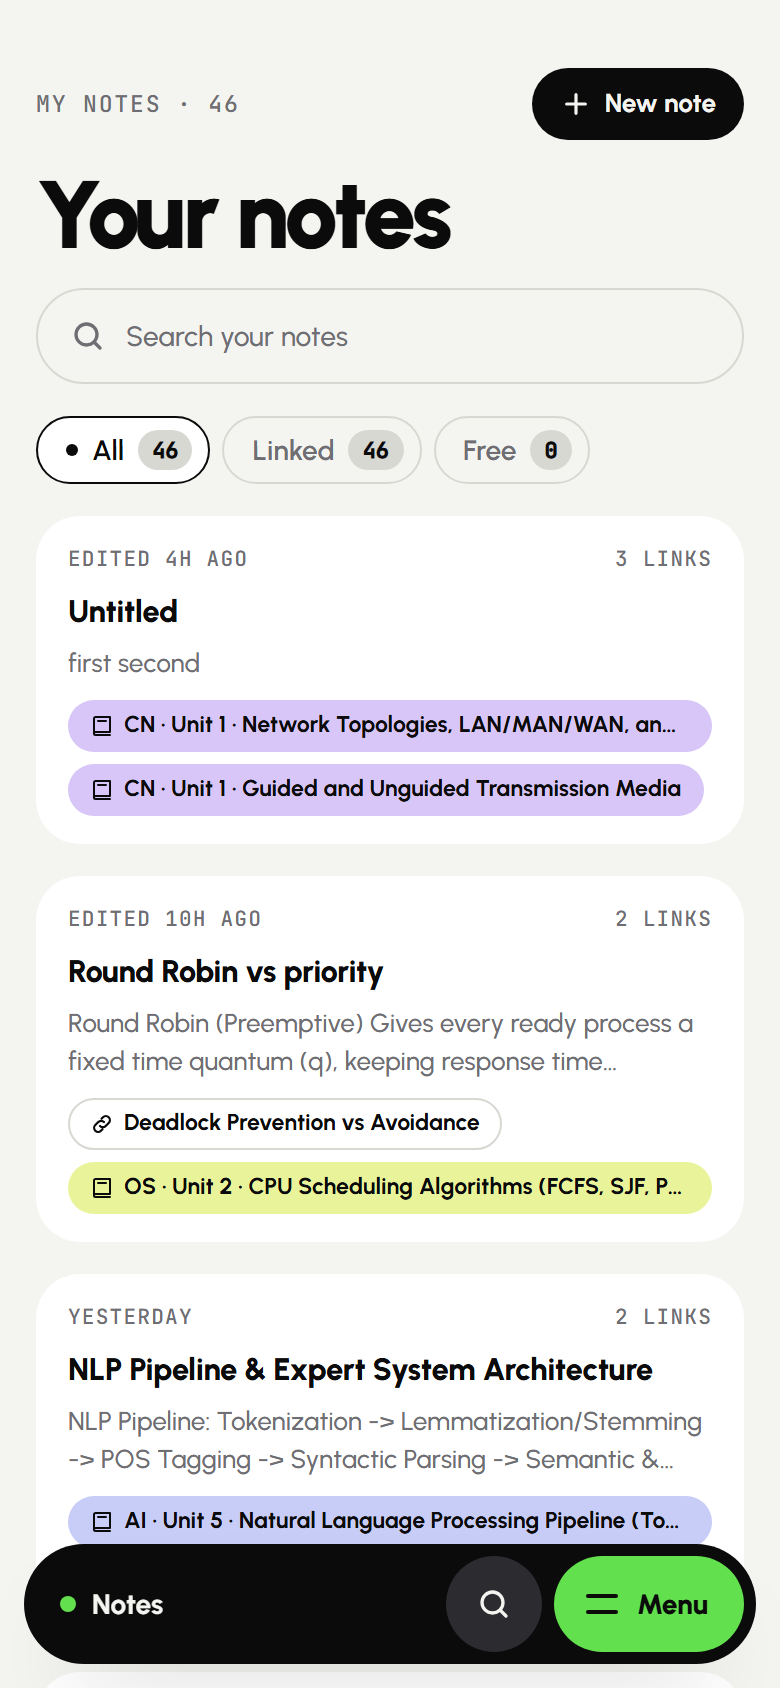 MY NOTES · 46
New note
Your notes
Search your notes
All 46
Linked 46
Free 0
EDITED 4H AGO
3 LINKS
Untitled
first second
CN · Unit 1 · Network Topologies, LAN/MAN/WAN, an...
CN · Unit 1 · Guided and Unguided Transmission Media
EDITED 10H AGO
2 LINKS
Round Robin vs priority
Round Robin (Preemptive) Gives every ready process a
fixed time quantum (q), keeping response time...
Deadlock Prevention vs Avoidance
OS · Unit 2 · CPU Scheduling Algorithms (FCFS, SJF, P...
YESTERDAY
2 LINKS
NLP Pipeline & Expert System Architecture
NLP Pipeline: Tokenization -> Lemmatization/Stemming
-> POS Tagging -> Syntactic Parsing -> Semantic &...
AI · Unit 5 · Natural Language Processing Pipeline (To...
Notes
Menu